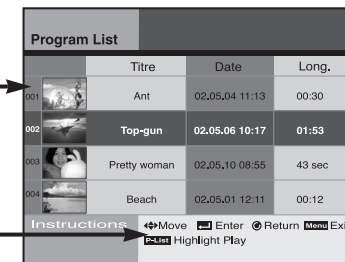 Program List
Titre Date Long.
001 Ant 02.05.04 11:13 00:30
002 Top-gun 02.05.06 10:17 01:53
003 Pretty woman 02.05.10 08:55 43 sec
004 Beach 02.05.01 12:11 00:12
Instructions Move Enter Return Menu Exi
P-List Highlight Play